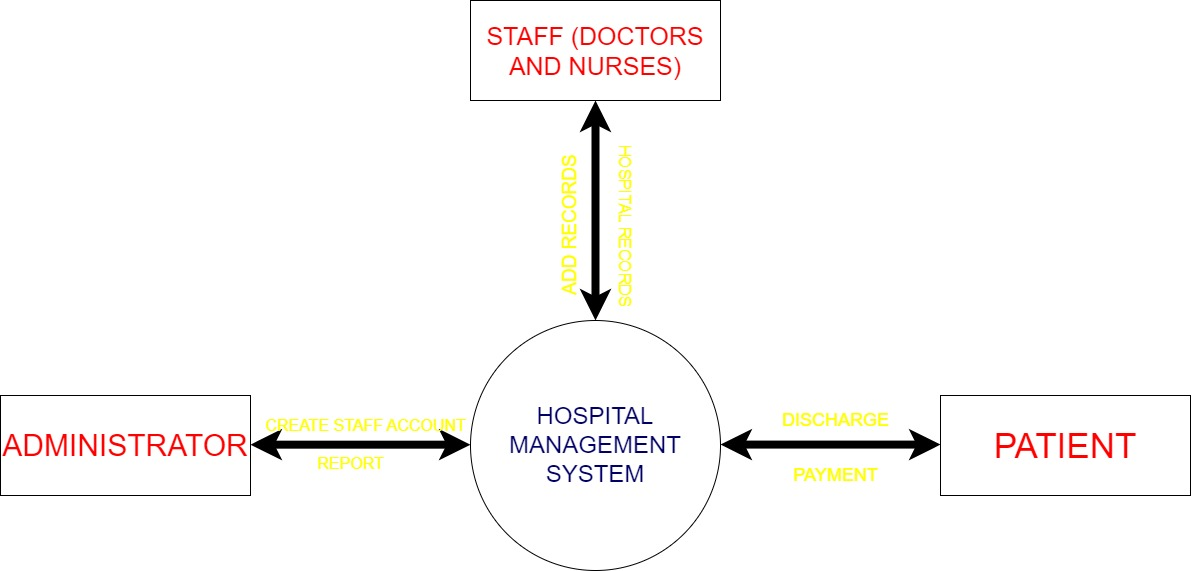 STAFF (DOCTORS
AND NURSES)
ADD RECORDS
HOSPITAL RECORDS
ADMINISTRATOR
CREATE STAFF ACCOUNT
REPORT
HOSPITAL
MANAGEMENT
SYSTEM
DISCHARGE
PAYMENT
PATIENT